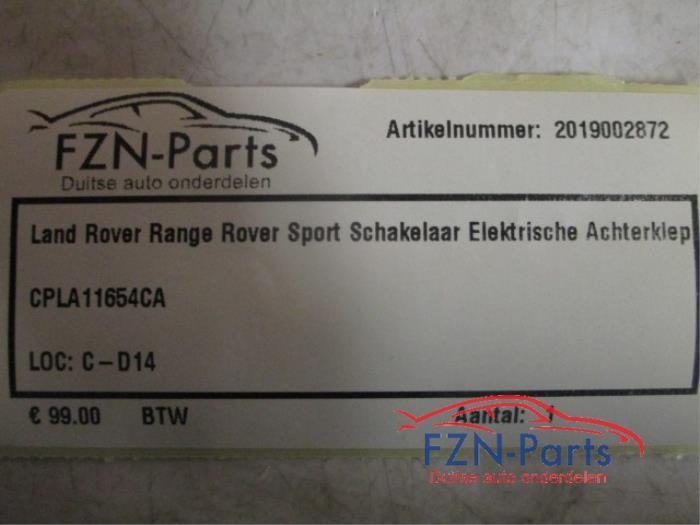 FZN-Parts
Duitse auto onderdelen
Artikelnummer: 2019002872
Land Rover Range Rover Sport Schakelaar Elektrische Achterklep
CPLA11654CA
LOC: C-D14
€ 99.00 BTW Aantal: 1
FZN-Parts
Duitse auto onderdelen